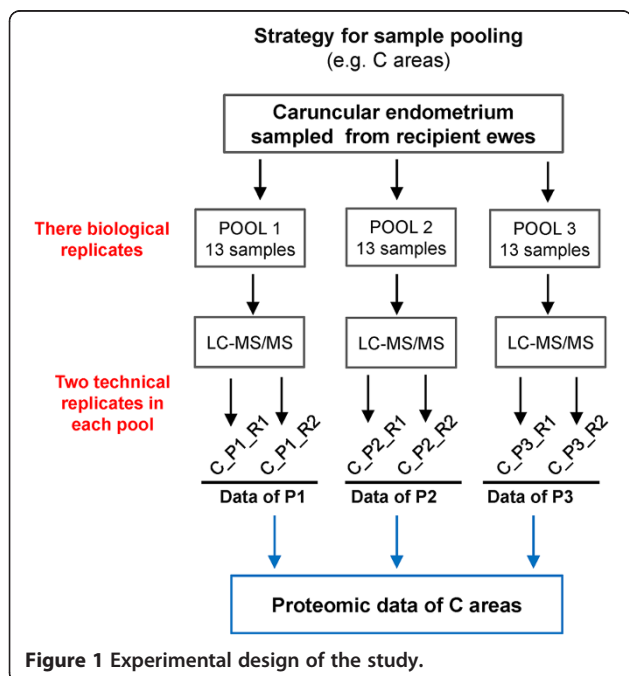 Strategy for sample pooling
(e.g. C areas)
Caruncular endometrium
sampled from recipient ewes
There biological
replicates
POOL 1
13 samples
POOL 2
13 samples
POOL 3
13 samples
LC-MS/MS
LC-MS/MS
LC-MS/MS
Two technical
replicates in
each pool
C_P1_R1
C_P1_R2
C_P2_R1
C_P2_R2
C_P3_R1
C_P3_R2
Data of P1
Data of P2
Data of P3
Proteomic data of C areas
Figure 1 Experimental design of the study.